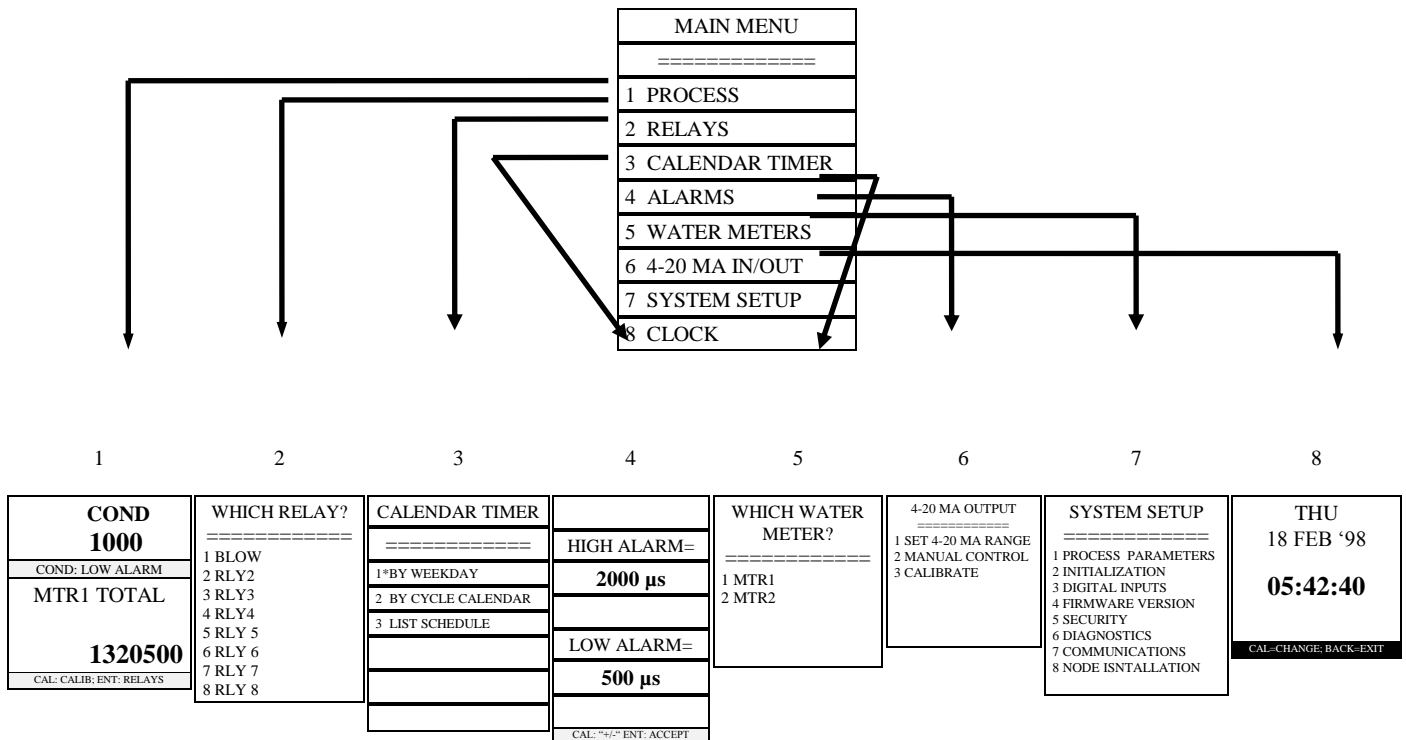 MAIN MENU
=============
1 PROCESS
2 RELAYS
3 CALENDAR TIMER
4 ALARMS
5 WATER METERS
6 4-20 MA IN/OUT
7 SYSTEM SETUP
8 CLOCK
1 2 3 4 5 6 7 8
COND
1000
COND: LOW ALARM
MTR1 TOTAL
1320500
CAL: CALIB; ENT: RELAYS
WHICH RELAY?
============
1 BLOW
2 RLY2
3 RLY3
4 RLY4
5 RLY 5
6 RLY 6
7 RLY 7
8 RLY 8
CALENDAR TIMER
============
1*BY WEEKDAY
2 BY CYCLE CALENDAR
3 LIST SCHEDULE
HIGH ALARM=
2000 µs
LOW ALARM=
500 µs
CAL: “+/-“ ENT: ACCEPT
WHICH WATER
METER?
============
1 MTR1
2 MTR2
4-20 MA OUTPUT
============
1 SET 4-20 MA RANGE
2 MANUAL CONTROL
3 CALIBRATE
SYSTEM SETUP
============
1 PROCESS PARAMETERS
2 INITIALIZATION
3 DIGITAL INPUTS
4 FIRMWARE VERSION
5 SECURITY
6 DIAGNOSTICS
7 COMMUNICATIONS
8 NODE ISNTALLATION
THU
18 FEB ‘98
05:42:40
CAL=CHANGE; BACK=EXIT